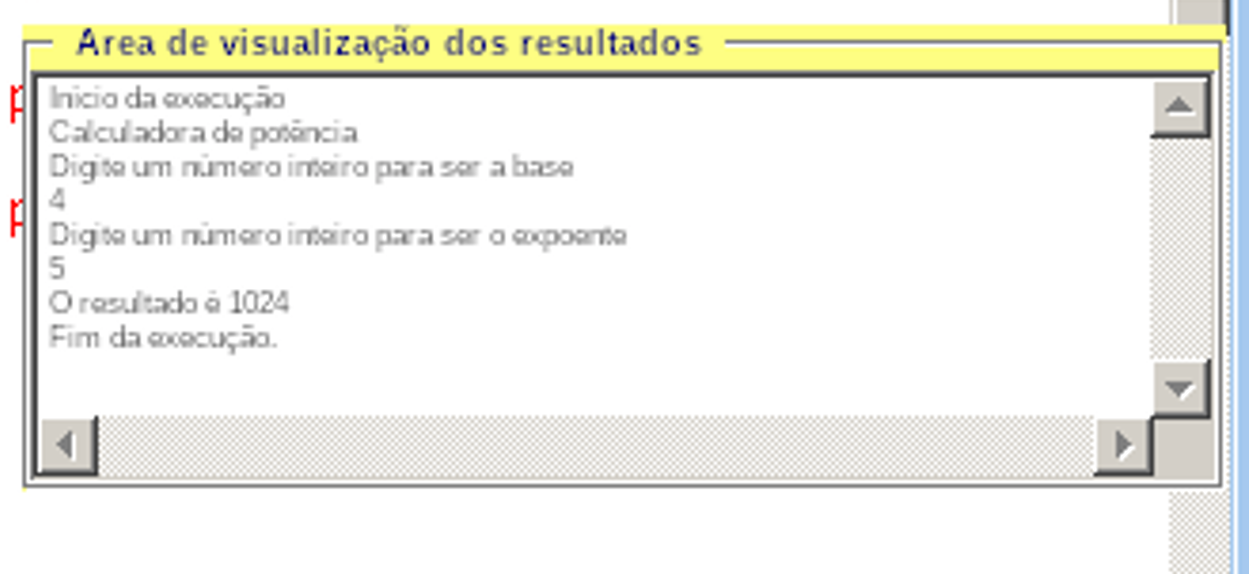 Area de visualização dos resultados
Início da execução
Calculadora de potência
Digite um número inteiro para ser a base
4
Digite um número inteiro para ser o expoente
5
O resultado é 1024
Fim da execução.